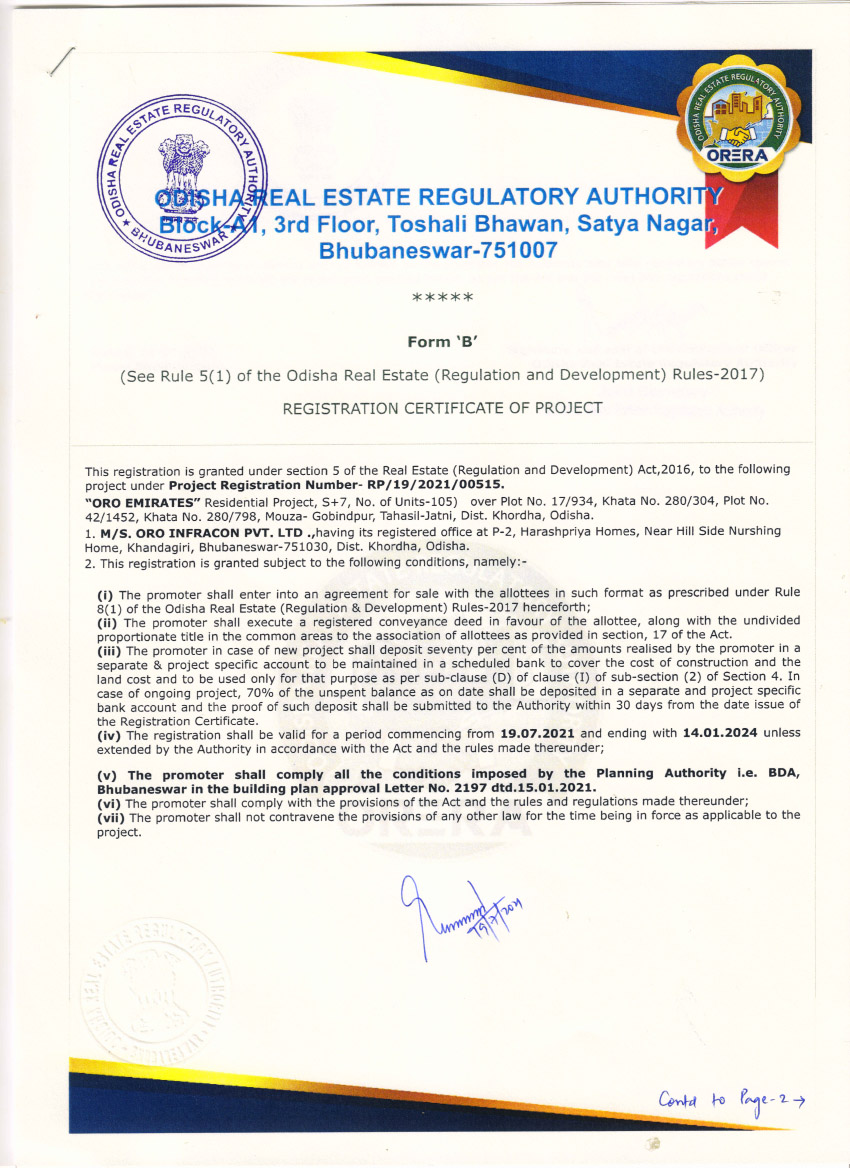 ODISHA REAL ESTATE REGULATORY AUTHORITY
★ BHUBANESWAR ★
ODISHA REAL ESTATE REGULATORY AUTHORITY
ORERA
ODISHA REAL ESTATE REGULATORY AUTHORITY
Block-A1, 3rd Floor, Toshali Bhawan, Satya Nagar,
Bhubaneswar-751007
*****
Form ‘B’
(See Rule 5(1) of the Odisha Real Estate (Regulation and Development) Rules-2017)
REGISTRATION CERTIFICATE OF PROJECT
This registration is granted under section 5 of the Real Estate (Regulation and Development) Act,2016, to the following
project under Project Registration Number- RP/19/2021/00515.
“ORO EMIRATES” Residential Project, S+7, No. of Units-105) over Plot No. 17/934, Khata No. 280/304, Plot No.
42/1452, Khata No. 280/798, Mouza- Gobindpur, Tahasil-Jatni, Dist. Khordha, Odisha.
1. M/S. ORO INFRACON PVT. LTD .,having its registered office at P-2, Harashpriya Homes, Near Hill Side Nurshing
Home, Khandagiri, Bhubaneswar-751030, Dist. Khordha, Odisha.
2. This registration is granted subject to the following conditions, namely:-
(i) The promoter shall enter into an agreement for sale with the allottees in such format as prescribed under Rule
8(1) of the Odisha Real Estate (Regulation & Development) Rules-2017 henceforth;
(ii) The promoter shall execute a registered conveyance deed in favour of the allottee, along with the undivided
proportionate title in the common areas to the association of allottees as provided in section, 17 of the Act.
(iii) The promoter in case of new project shall deposit seventy per cent of the amounts realised by the promoter in a
separate & project specific account to be maintained in a scheduled bank to cover the cost of construction and the
land cost and to be used only for that purpose as per sub-clause (D) of clause (I) of sub-section (2) of Section 4. In
case of ongoing project, 70% of the unspent balance as on date shall be deposited in a separate and project specific
bank account and the proof of such deposit shall be submitted to the Authority within 30 days from the date issue of
the Registration Certificate.
(iv) The registration shall be valid for a period commencing from 19.07.2021 and ending with 14.01.2024 unless
extended by the Authority in accordance with the Act and the rules made thereunder;
(v) The promoter shall comply all the conditions imposed by the Planning Authority i.e. BDA,
Bhubaneswar in the building plan approval Letter No. 2197 dtd.15.01.2021.
(vi) The promoter shall comply with the provisions of the Act and the rules and regulations made thereunder;
(vii) The promoter shall not contravene the provisions of any other law for the time being in force as applicable to the
project.
19/7/2021
Contd to Page-2 →